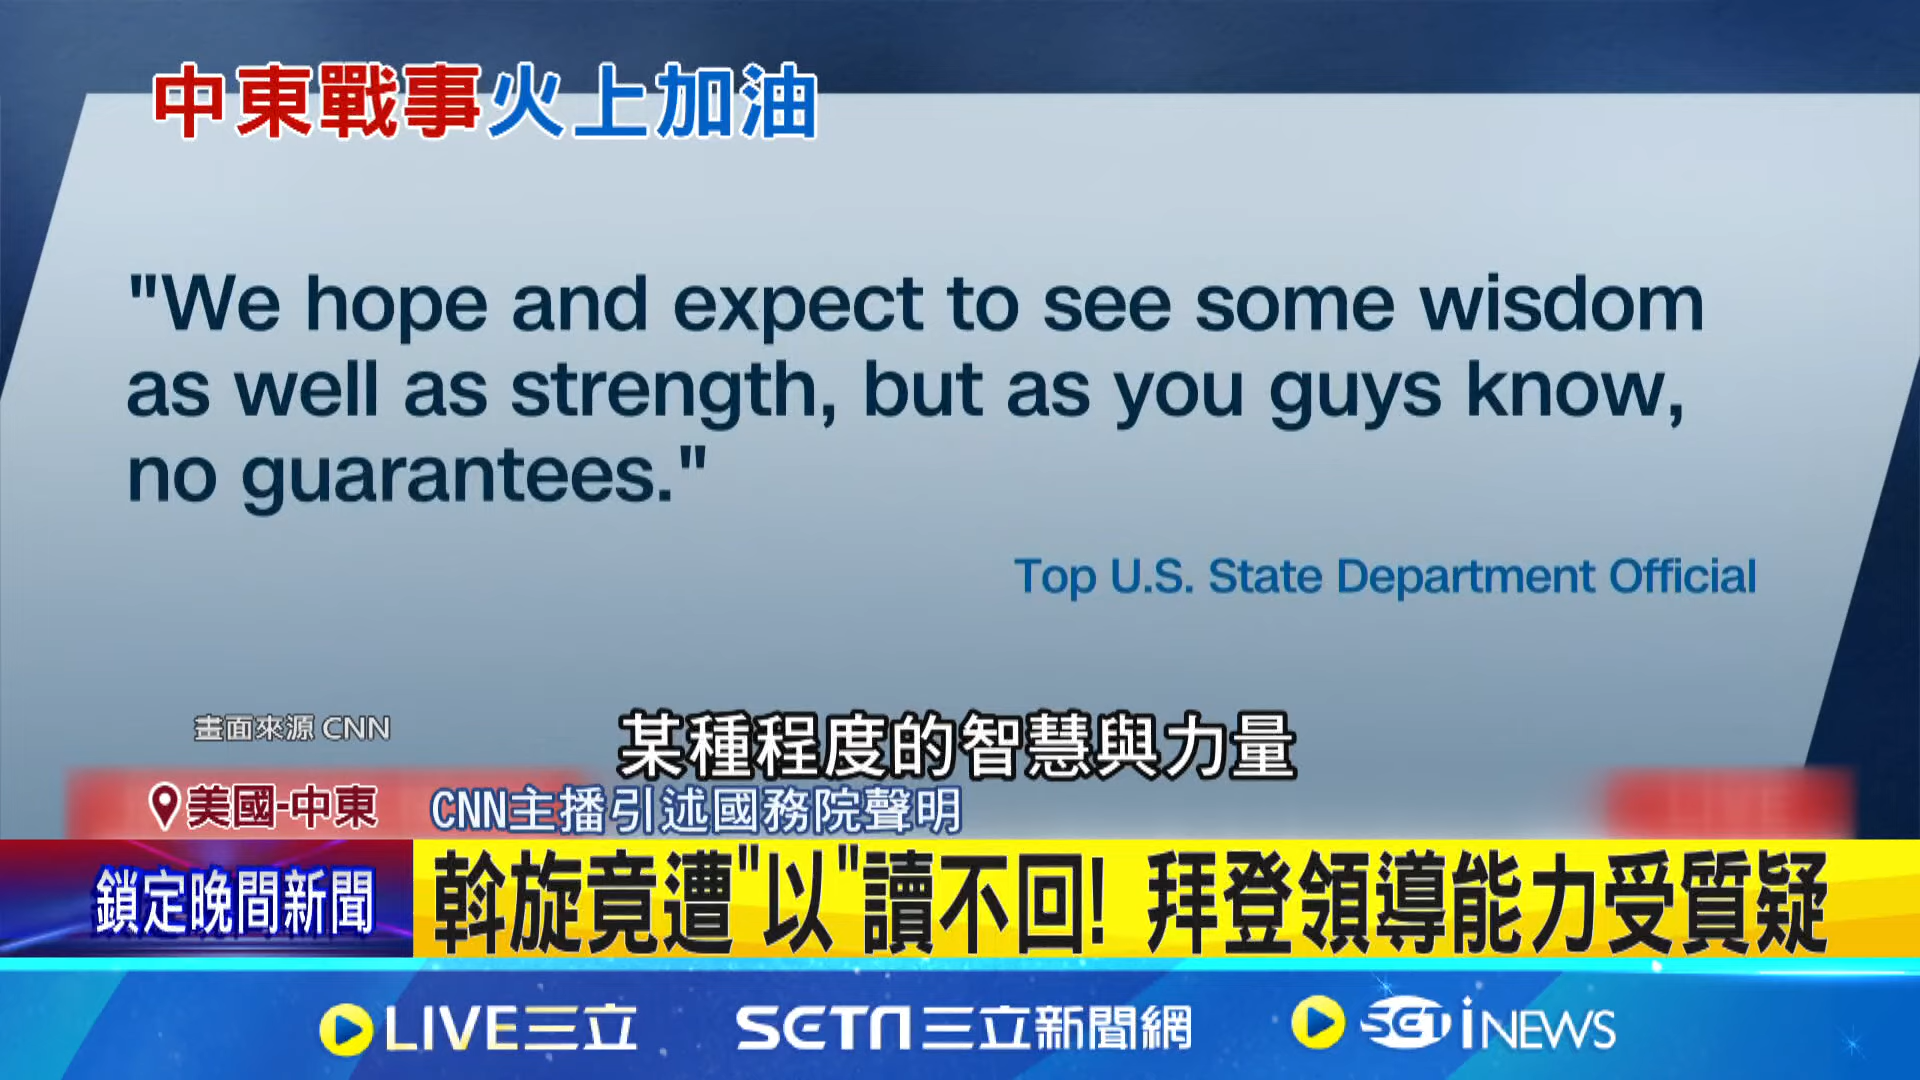 中東戰事火上加油
"We hope and expect to see some wisdom
as well as strength, but as you guys know,
no guarantees."
Top U.S. State Department Official
畫面來源 CNN
某種程度的智慧與力量
美國-中東
CNN主播引述國務院聲明
鎖定晚間新聞
斡旋竟遭"以"讀不回! 拜登領導能力受質疑
LIVE三立
SETN三立新聞網
SET iNEWS